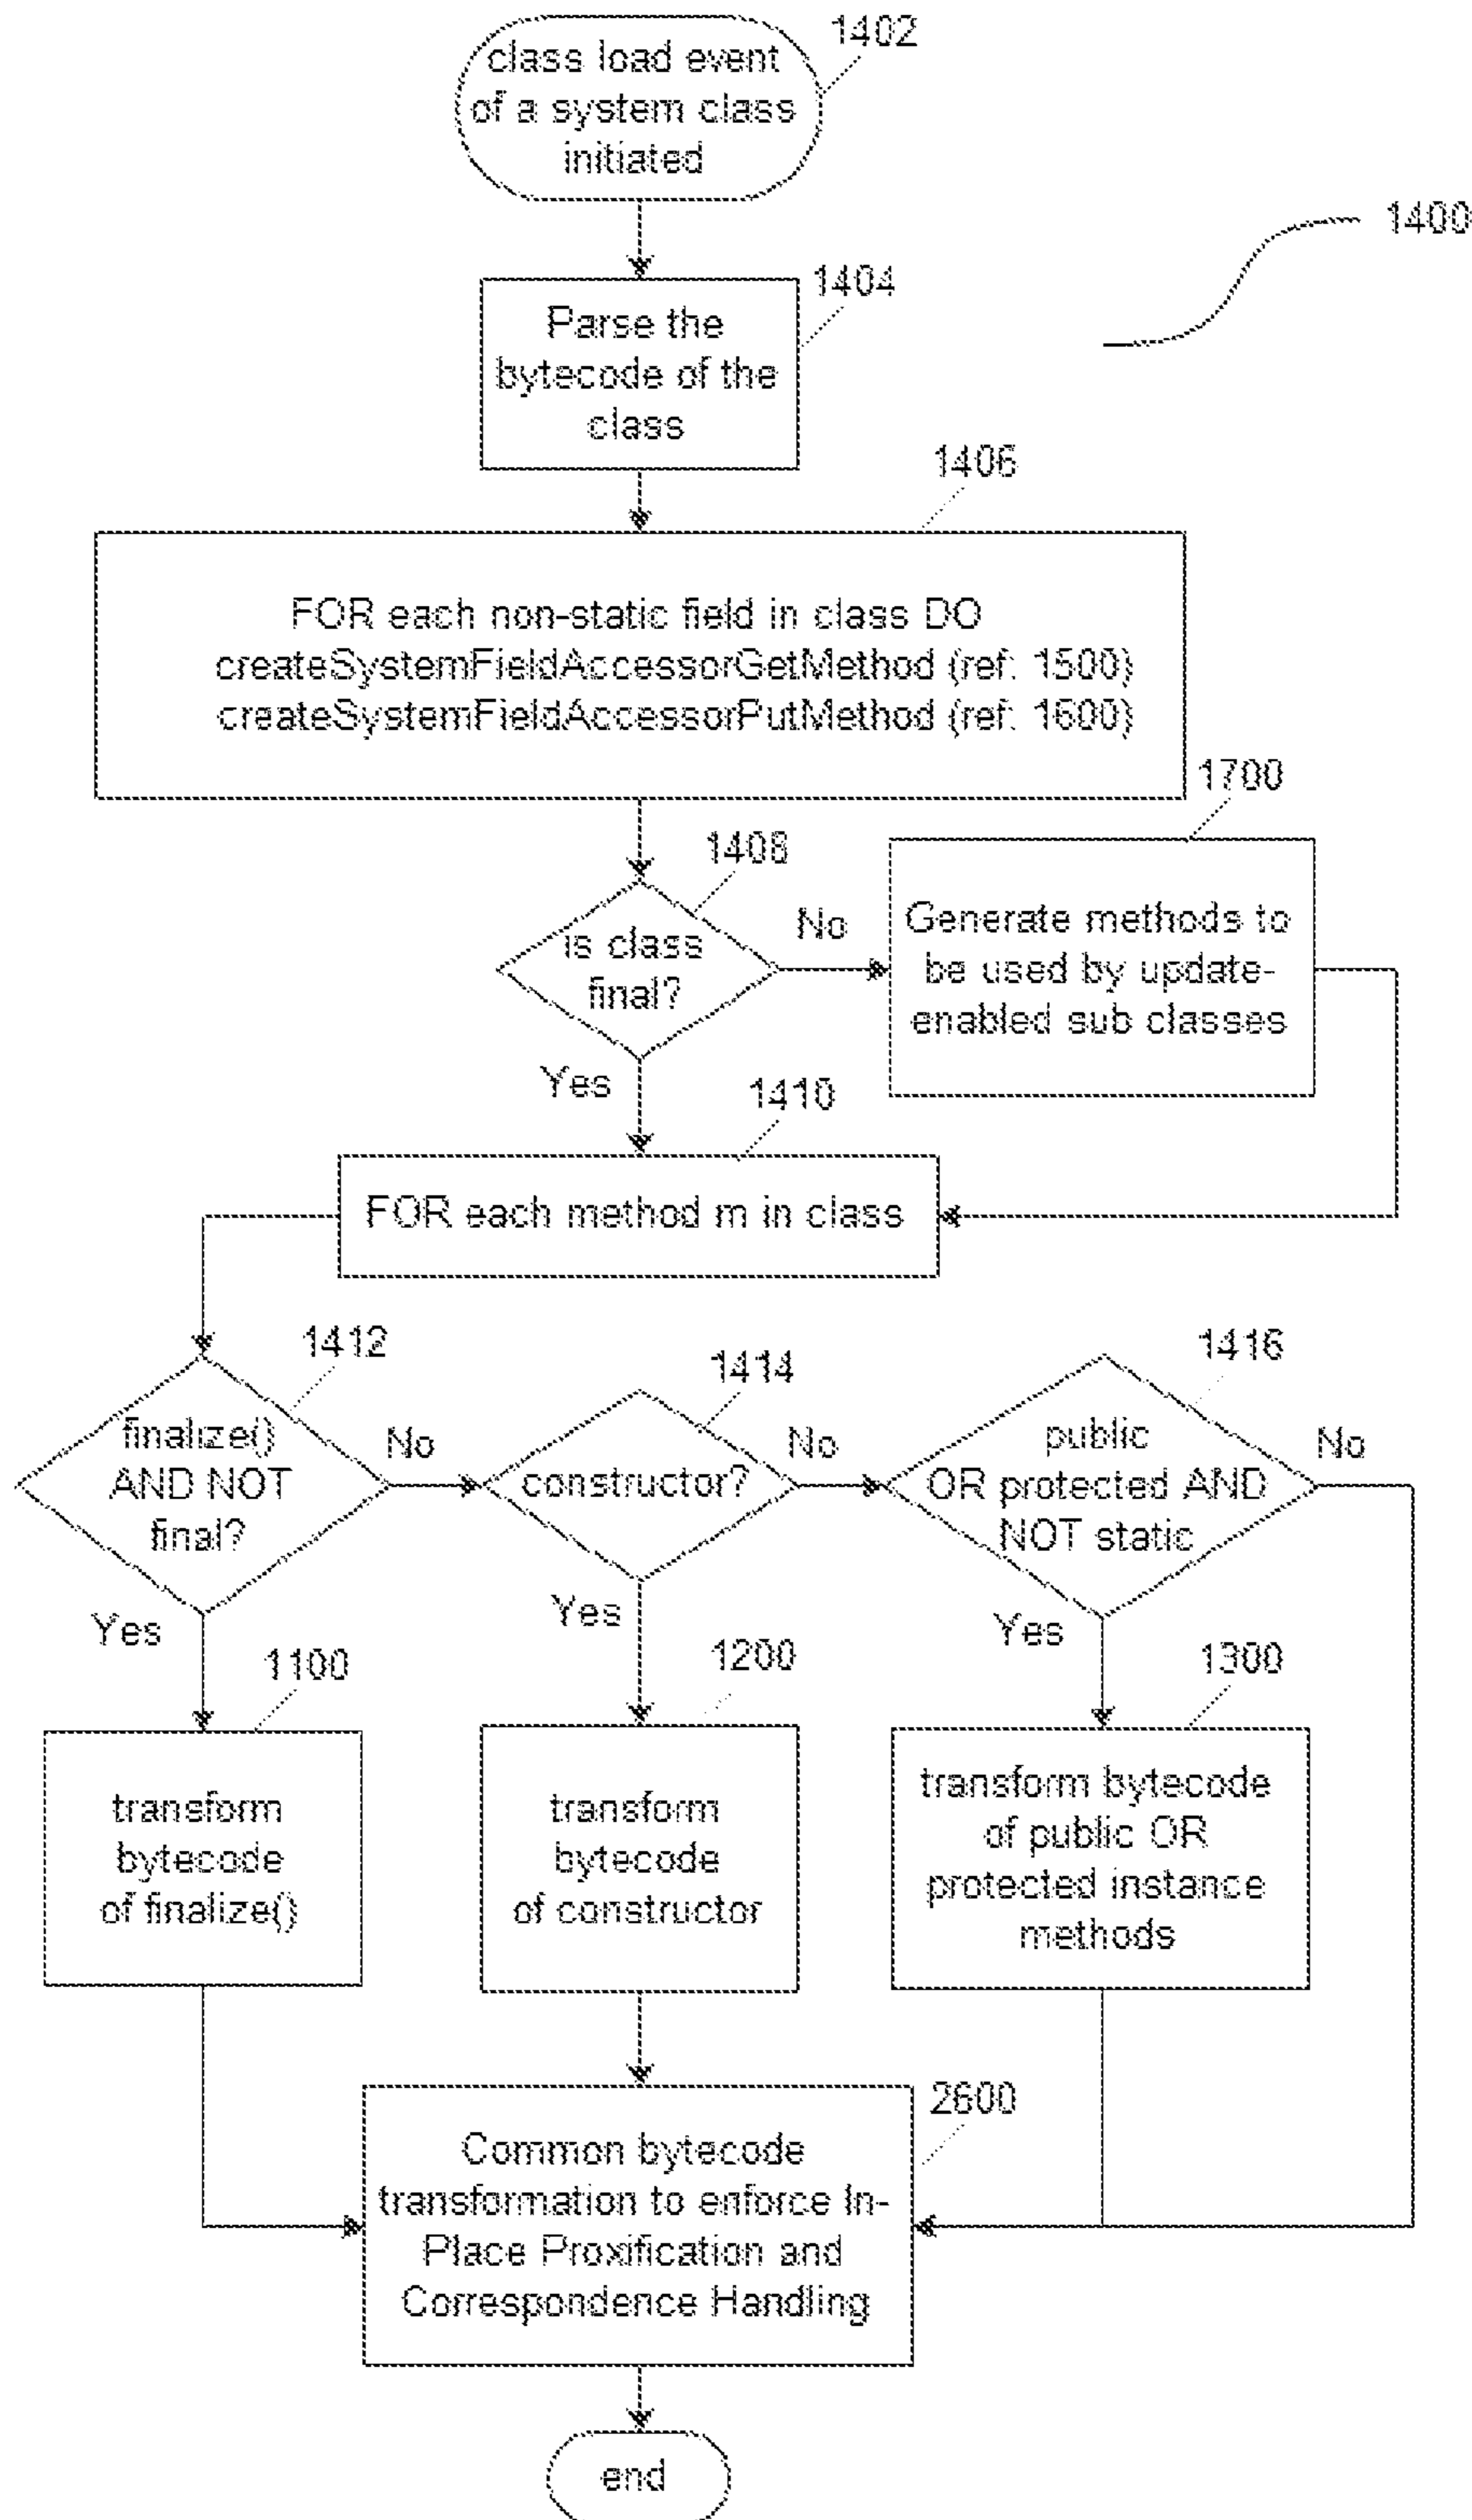 1402
class load event
of a system class
initiated
1400
1404
Parse the
bytecode of the
class
1406
FOR each non-static field in class DO
createSystemFieldAccessorGetMethod (ref: 1500)
createSystemFieldAccessorPutMethod (ref: 1600)
1700
1408
is class
final?
No
Generate methods to
be used by update-
enabled sub classes
Yes
1410
FOR each method m in class
1412
finalize()
AND NOT
final?
No
1414
constructor?
No
1416
public
OR protected AND
NOT static
No
Yes
Yes
Yes
1100
transform
bytecode
of finalize()
1200
transform
bytecode
of constructor
1300
transform bytecode
of public OR
protected instance
methods
2600
Common bytecode
transformation to enforce In-
Place Proxification and
Correspondence Handling
end